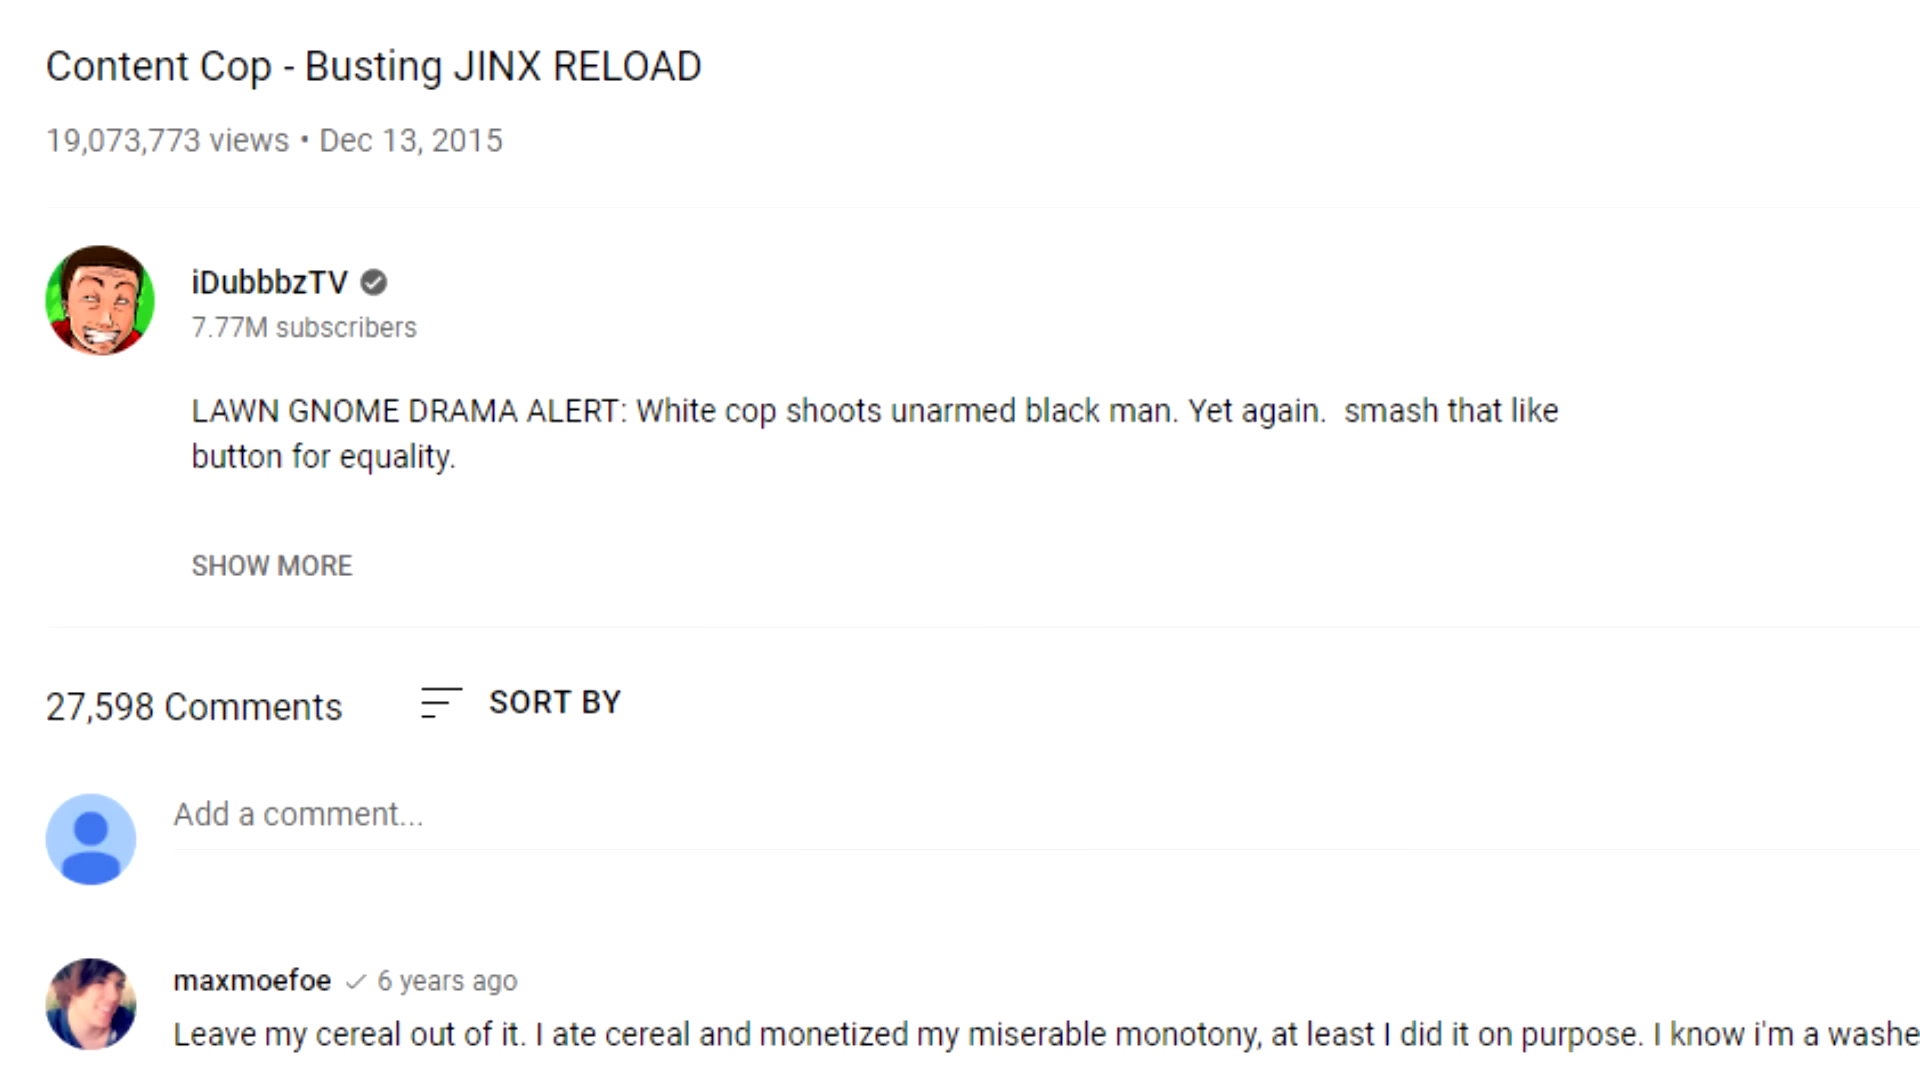 Content Cop - Busting JINX RELOAD
19,073,773 views • Dec 13, 2015
iDubbbzTV
7.77M subscribers
LAWN GNOME DRAMA ALERT: White cop shoots unarmed black man. Yet again.  smash that like
button for equality.
SHOW MORE
27,598 Comments SORT BY
Add a comment...
maxmoefoe 6 years ago
Leave my cereal out of it. I ate cereal and monetized my miserable monotony, at least I did it on purpose. I know i'm a washe